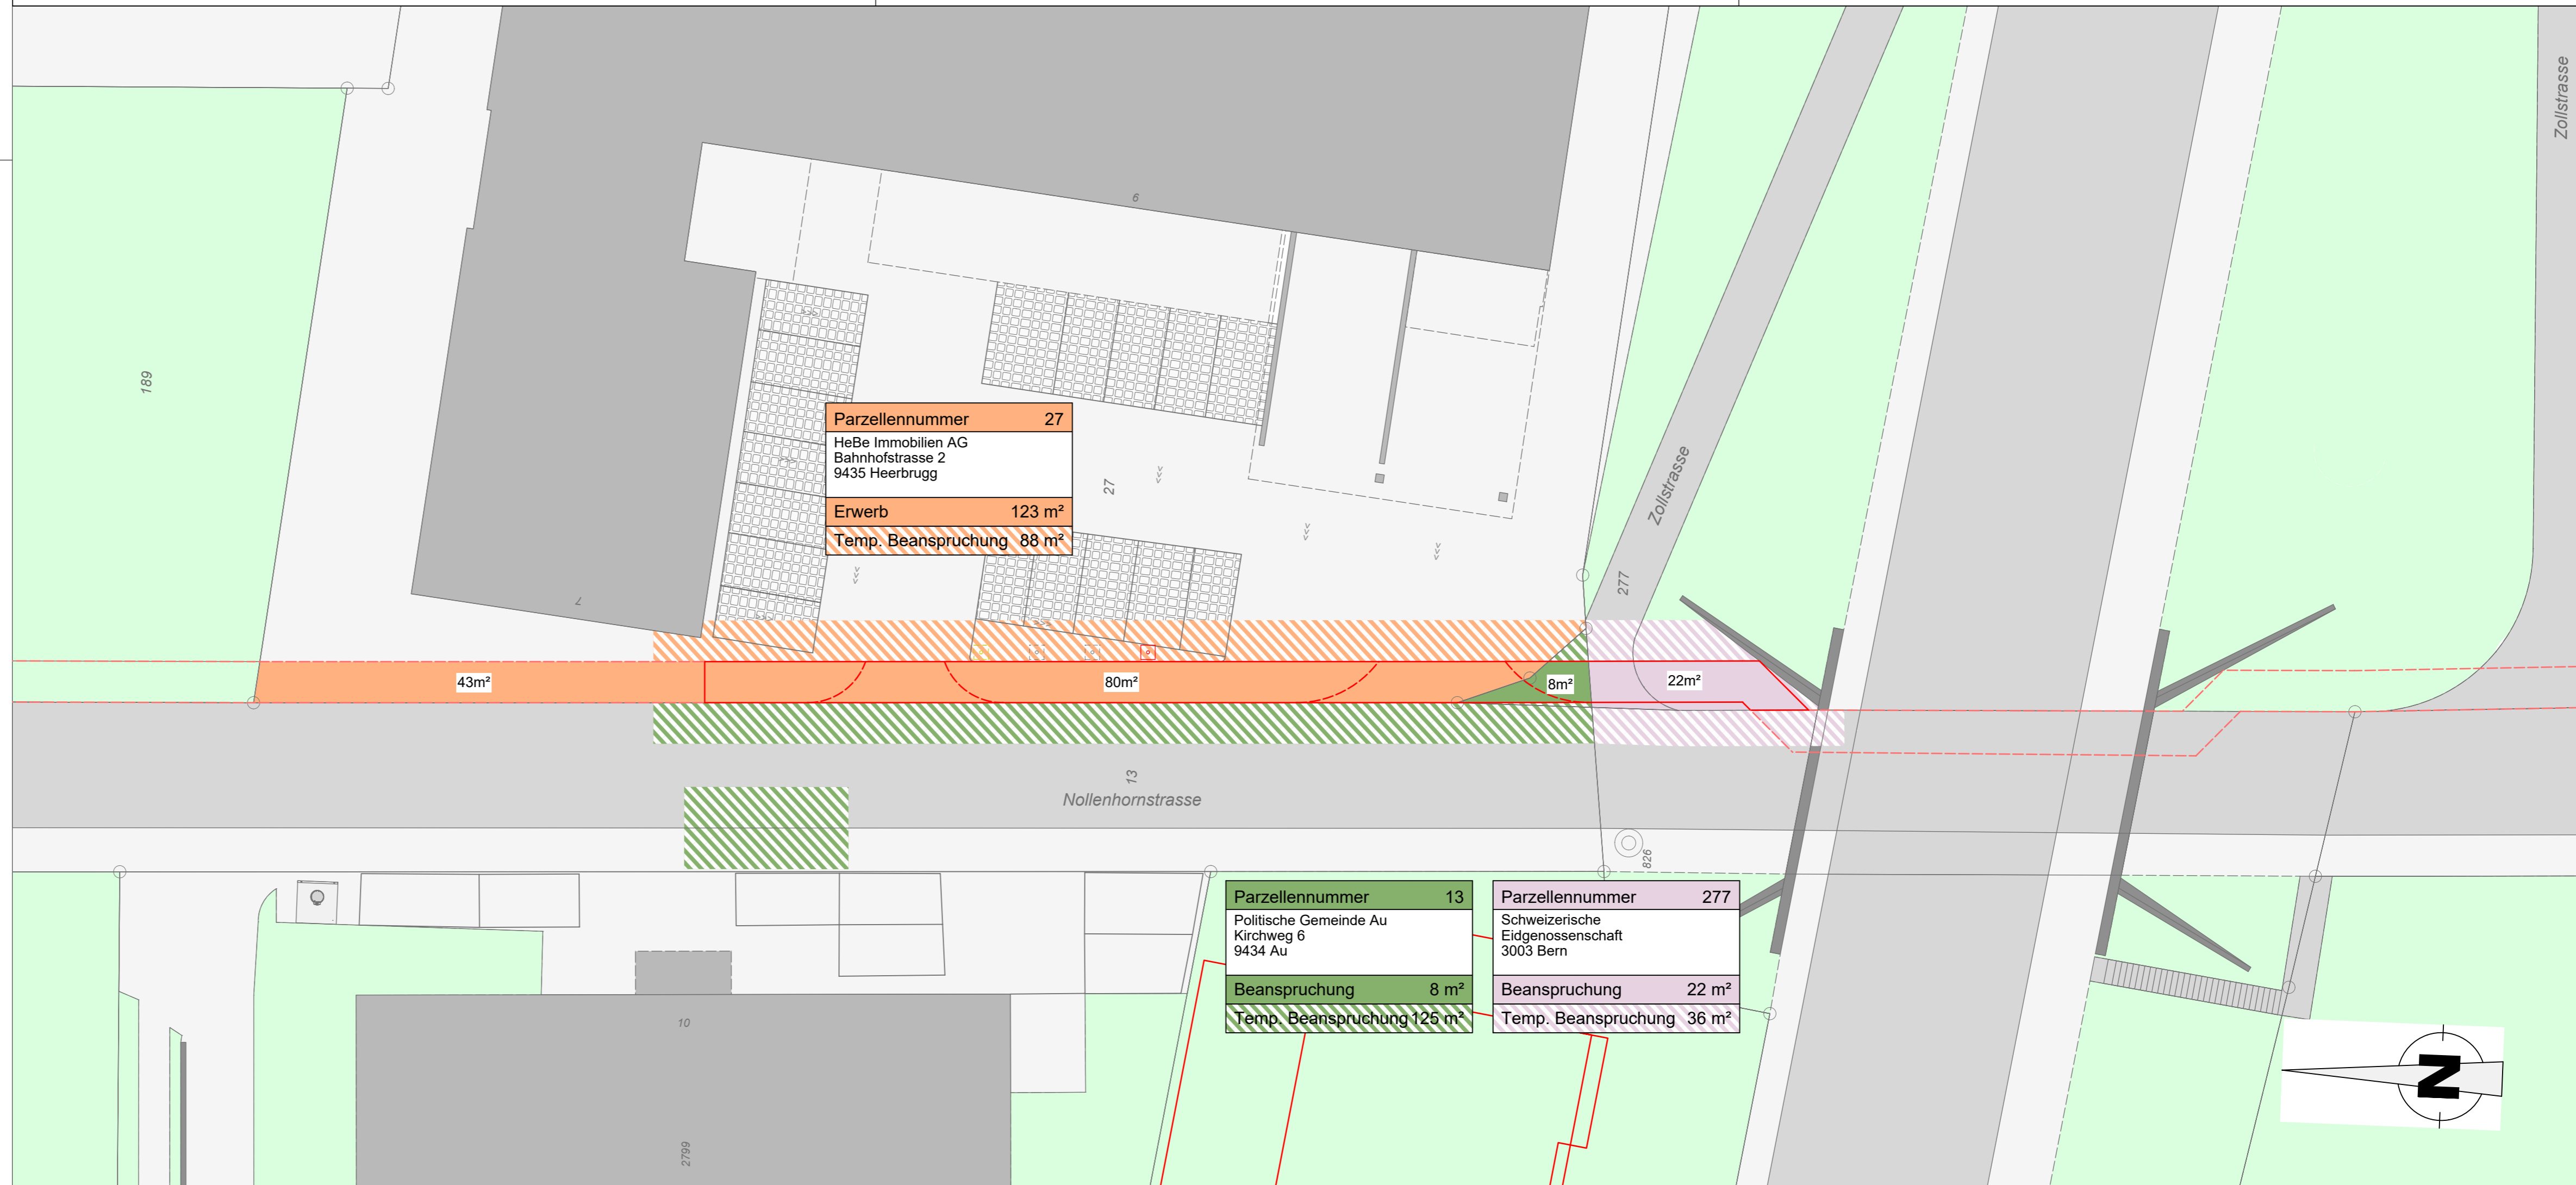 Zollstrasse
6
189
Parzellennummer 27
HeBe Immobilien AG
Bahnhofstrasse 2
9435 Heerbrugg
Erwerb 123 m²
Temp. Beanspruchung 88 m²
27
Zollstrasse
277
7
43m²
80m²
8m²
22m²
13
Nollenhornstrasse
826
Parzellennummer 13
Politische Gemeinde Au
Kirchweg 6
9434 Au
Beanspruchung 8 m²
Temp. Beanspruchung 125 m²
Parzellennummer 277
Schweizerische
Eidgenossenschaft
3003 Bern
Beanspruchung 22 m²
Temp. Beanspruchung 36 m²
10
2799
N